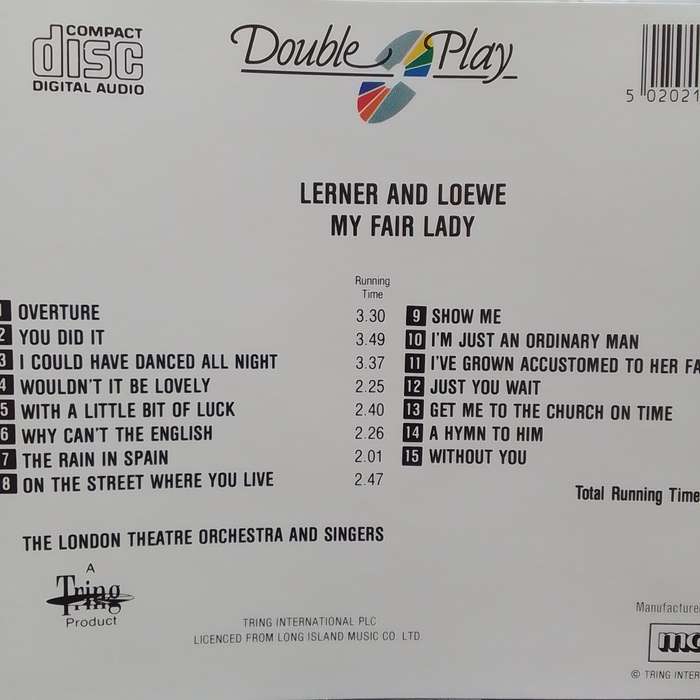 COMPACT
disc
DIGITAL AUDIO
Double Play
5 02021
LERNER AND LOEWE
MY FAIR LADY
Running
Time
1 OVERTURE 3.30
2 YOU DID IT 3.49
3 I COULD HAVE DANCED ALL NIGHT 3.37
4 WOULDN'T IT BE LOVELY 2.25
5 WITH A LITTLE BIT OF LUCK 2.40
6 WHY CAN'T THE ENGLISH 2.26
7 THE RAIN IN SPAIN 2.01
8 ON THE STREET WHERE YOU LIVE 2.47
9 SHOW ME
10 I'M JUST AN ORDINARY MAN
11 I'VE GROWN ACCUSTOMED TO HER FA
12 JUST YOU WAIT
13 GET ME TO THE CHURCH ON TIME
14 A HYMN TO HIM
15 WITHOUT YOU
Total Running Time
THE LONDON THEATRE ORCHESTRA AND SINGERS
A
Tring
Product
TRING INTERNATIONAL PLC
LICENCED FROM LONG ISLAND MUSIC CO. LTD.
Manufacture
© TRING INTER